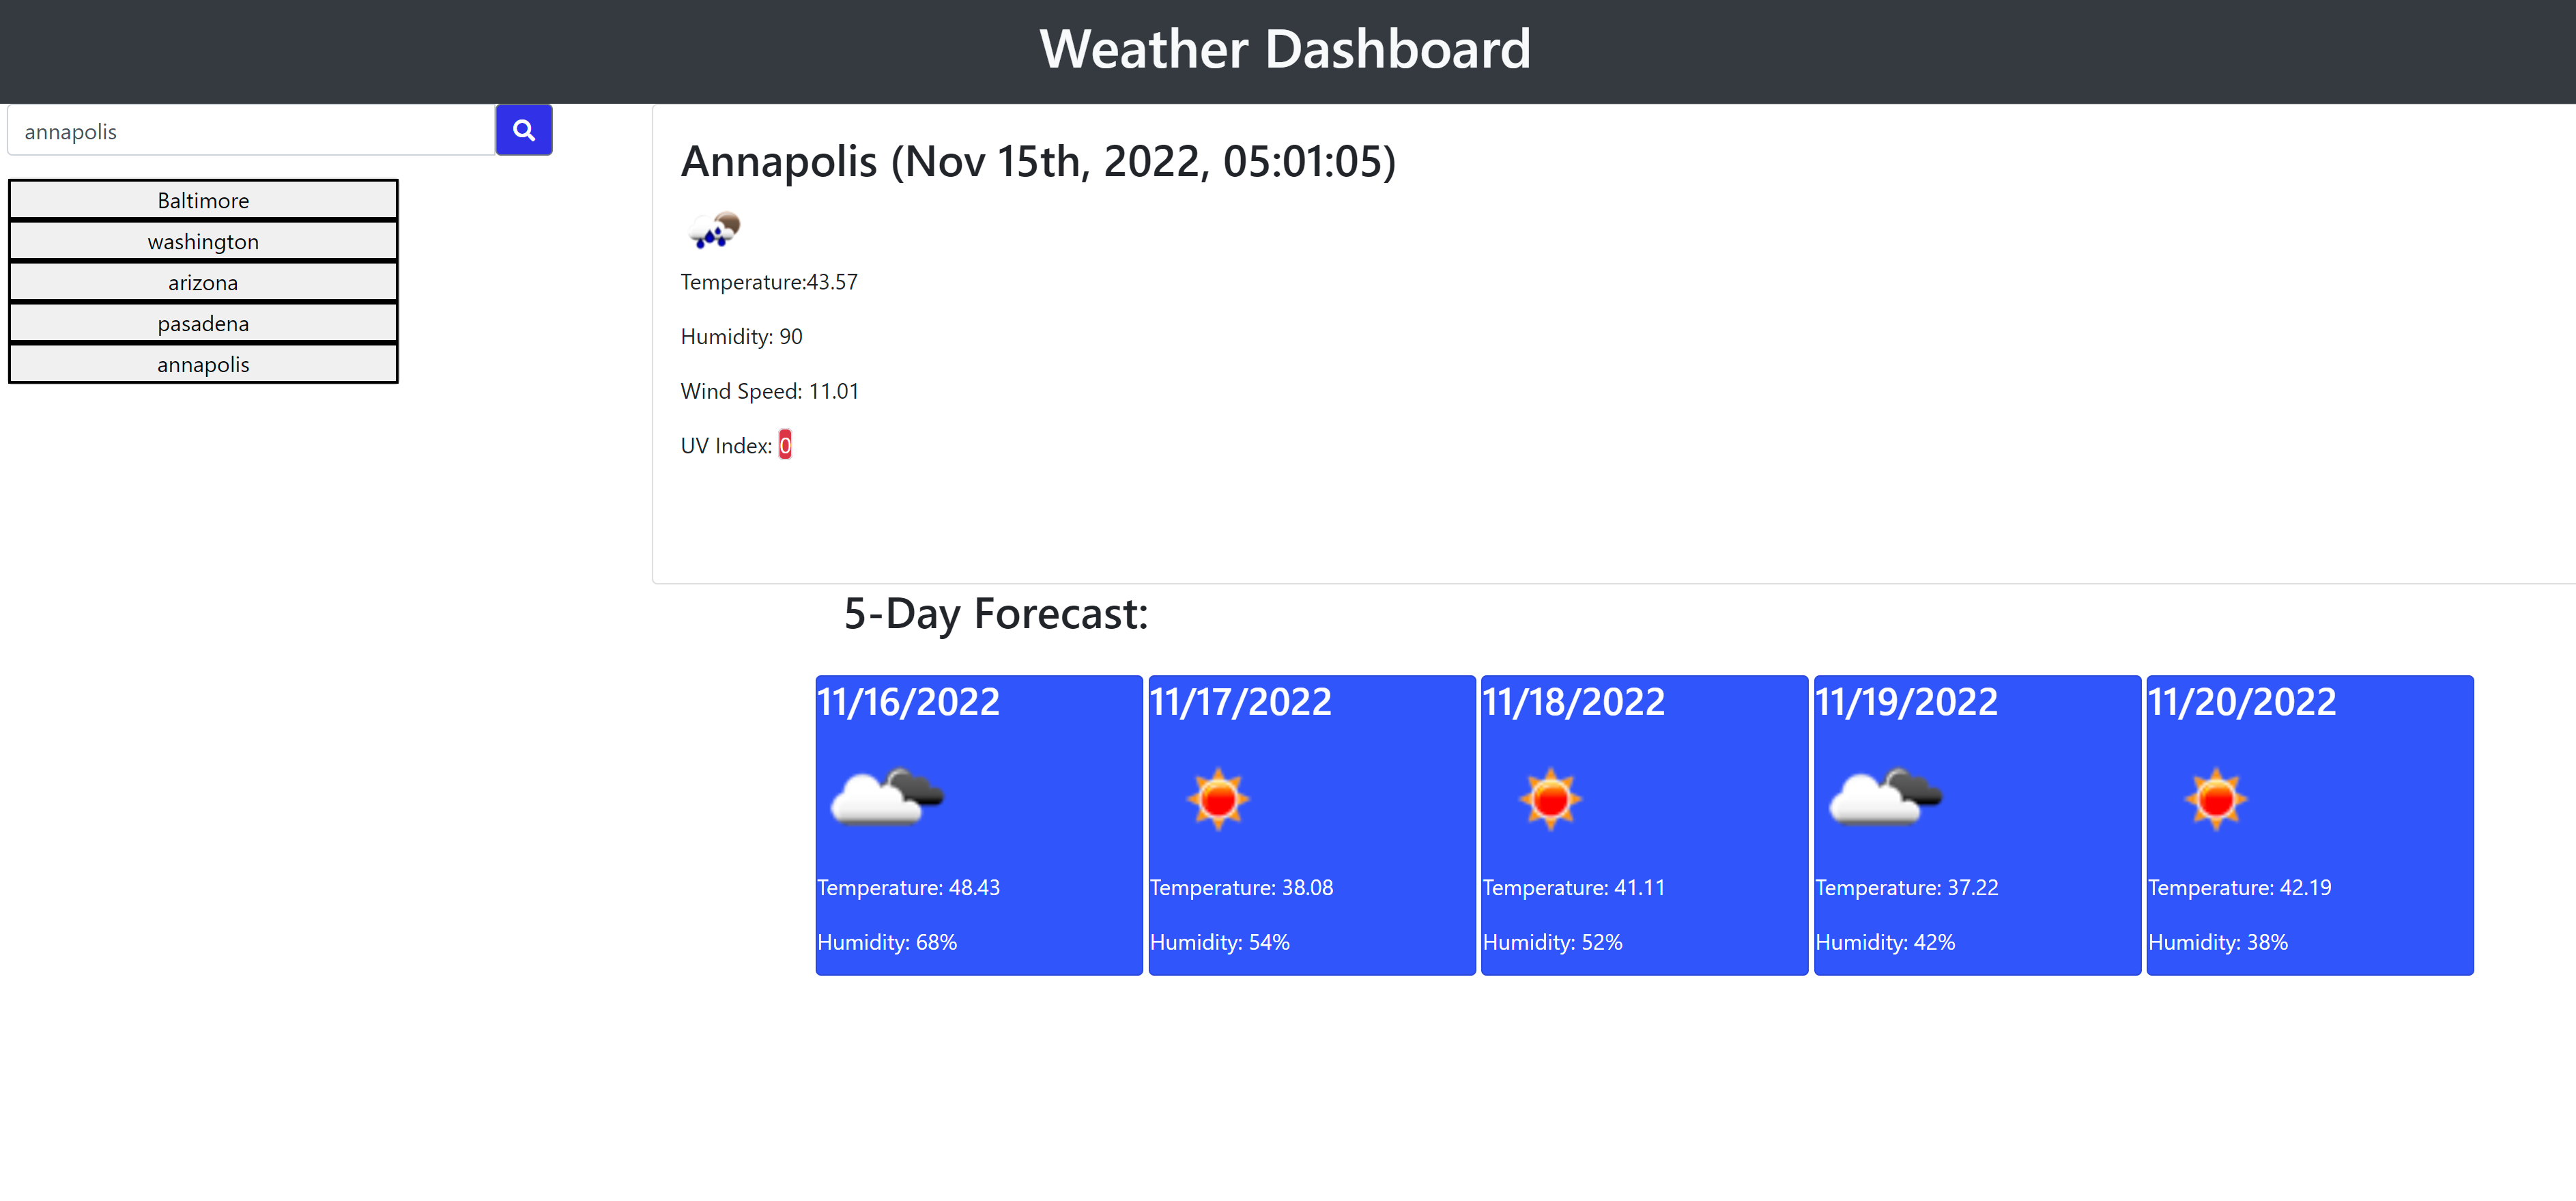 Weather Dashboard
annapolis
Baltimore
washington
arizona
pasadena
annapolis
Annapolis (Nov 15th, 2022, 05:01:05)
Temperature:43.57
Humidity: 90
Wind Speed: 11.01
UV Index: 0
5-Day Forecast:
11/16/2022
Temperature: 48.43
Humidity: 68%
11/17/2022
Temperature: 38.08
Humidity: 54%
11/18/2022
Temperature: 41.11
Humidity: 52%
11/19/2022
Temperature: 37.22
Humidity: 42%
11/20/2022
Temperature: 42.19
Humidity: 38%